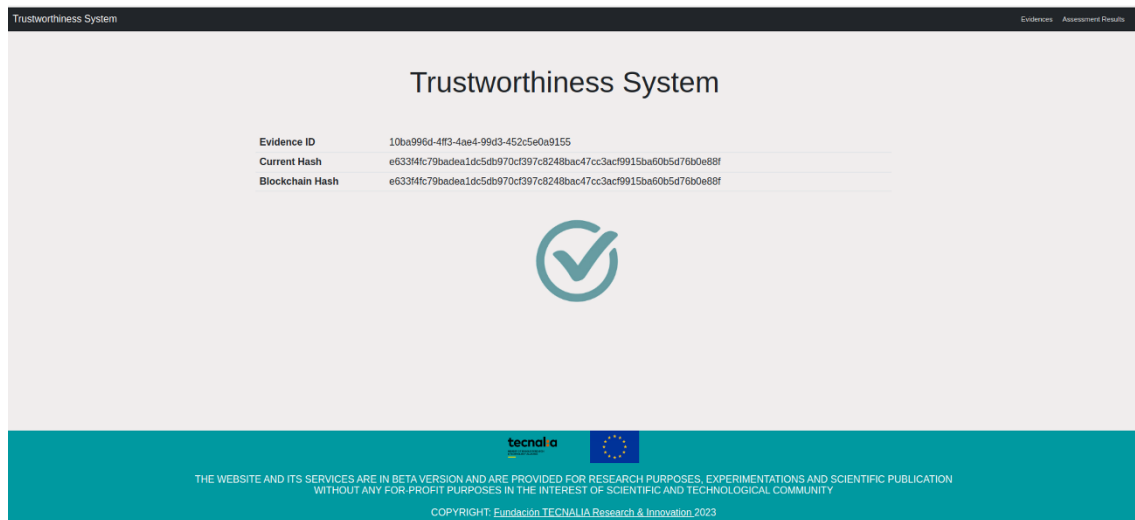 Trustworthiness System
Evidences Assessment Results
Trustworthiness System
Evidence ID 10ba996d-4ff3-4ae4-99d3-452c5e0a9155
Current Hash e633f4fc79badea1dc5db970cf397c8248bac47cc3acf9915ba60b5d76b0e88f
Blockchain Hash e633f4fc79badea1dc5db970cf397c8248bac47cc3acf9915ba60b5d76b0e88f
tecnalia
THE WEBSITE AND ITS SERVICES ARE IN BETA VERSION AND ARE PROVIDED FOR RESEARCH PURPOSES, EXPERIMENTATIONS AND SCIENTIFIC PUBLICATION
WITHOUT ANY FOR-PROFIT PURPOSES IN THE INTEREST OF SCIENTIFIC AND TECHNOLOGICAL COMMUNITY
COPYRIGHT: Fundación TECNALIA Research & Innovation 2023